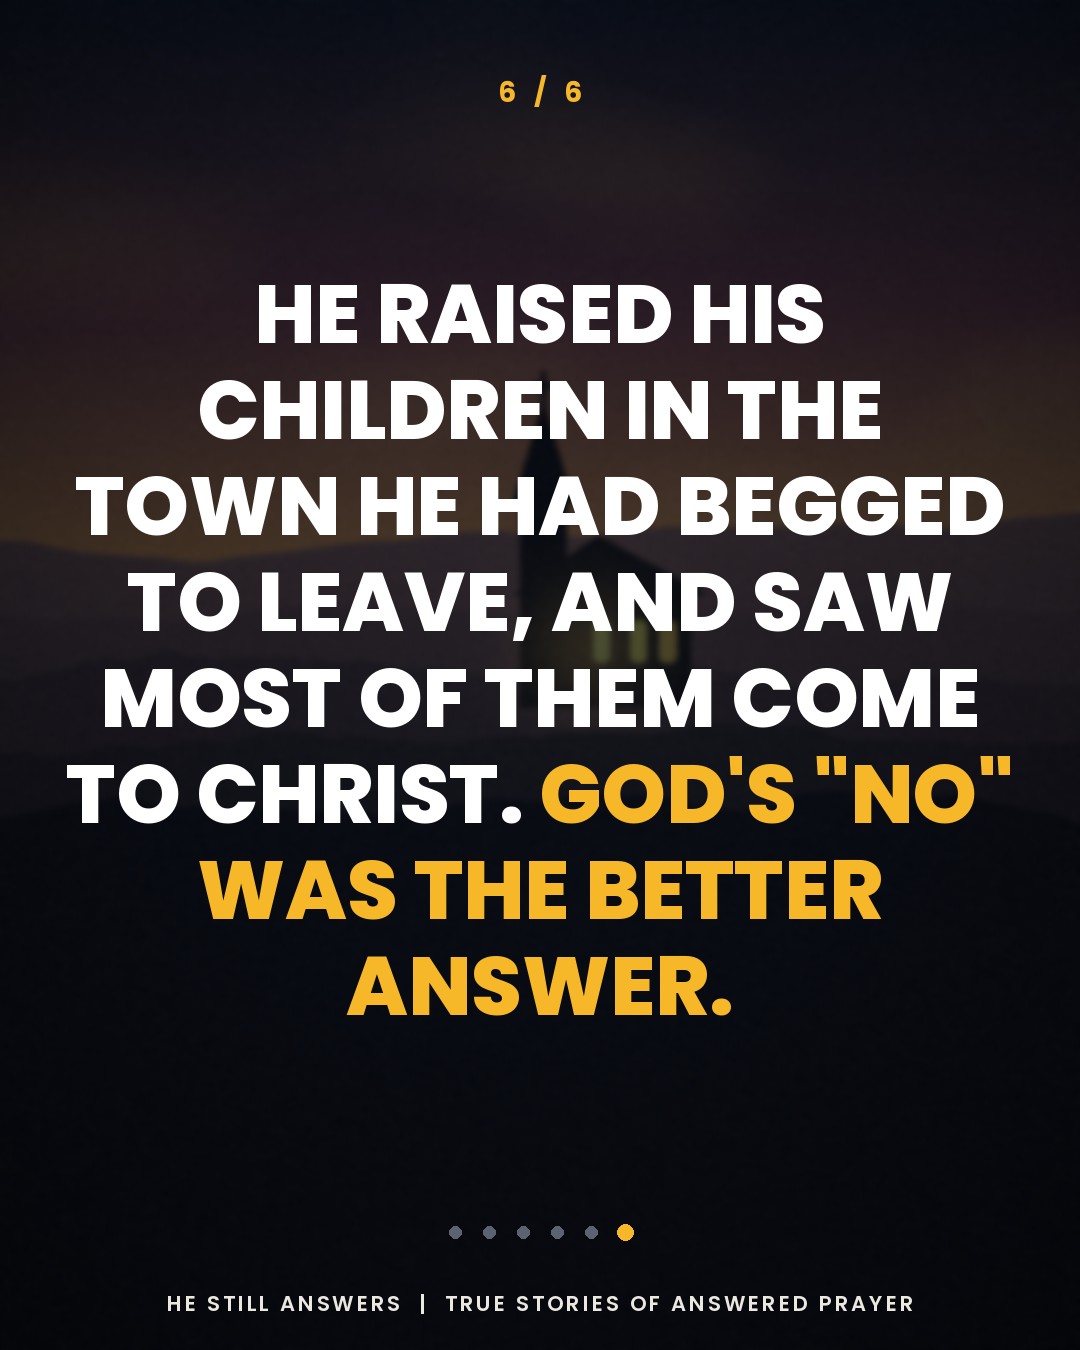 6 / 6
HE RAISED HIS
CHILDREN IN THE
TOWN HE HAD BEGGED
TO LEAVE, AND SAW
MOST OF THEM COME
TO CHRIST. GOD'S "NO"
WAS THE BETTER
ANSWER.
HE STILL ANSWERS | TRUE STORIES OF ANSWERED PRAYER